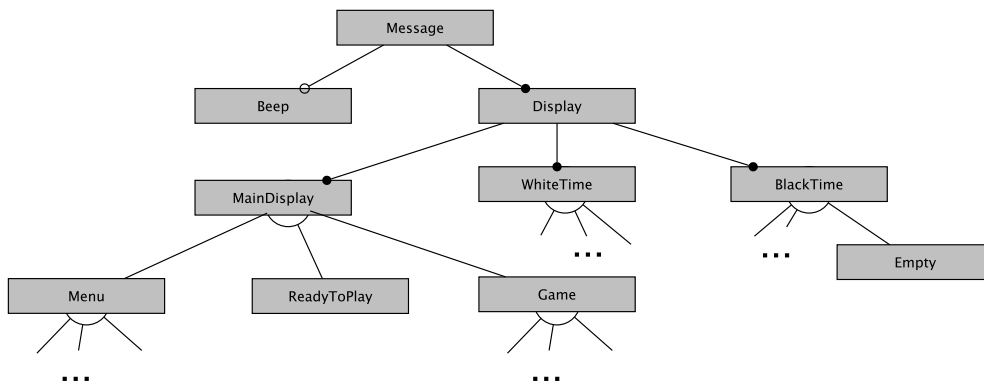 Message
Beep
Display
MainDisplay
WhiteTime
BlackTime
...
...
Empty
Menu
ReadyToPlay
Game
...
...